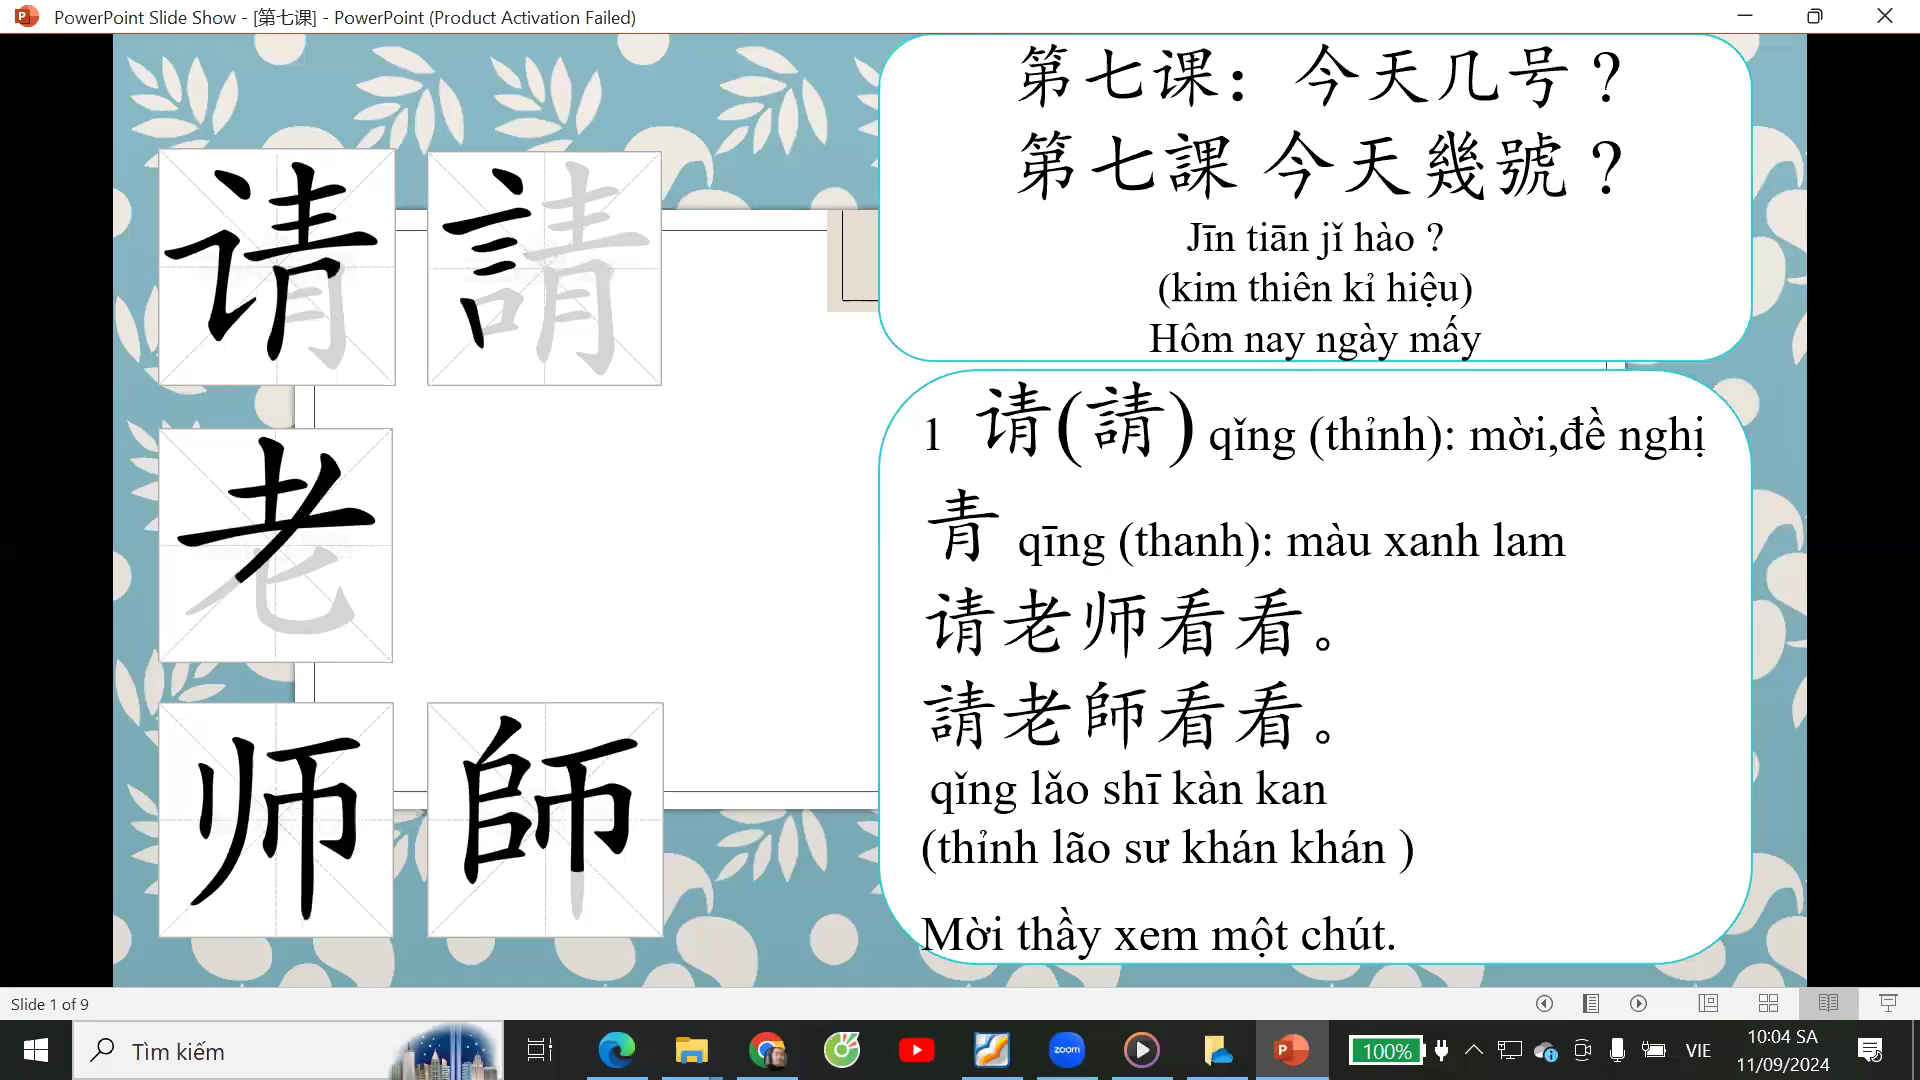 PowerPoint Slide Show - [第七课] - PowerPoint (Product Activation Failed)
第七课：今天几号？
第七課 今天幾號？
Jīn tiān jǐ hào ?
(kim thiên kỉ hiệu)
Hôm nay ngày mấy
请 請
老
师 師
1 请(請) qǐng (thỉnh): mời,đề nghị
青 qīng (thanh): màu xanh lam
请老师看看。
請老師看看。
qǐng lǎo shī kàn kan
(thỉnh lão sư khán khán )
Mời thầy xem một chút.
Slide 1 of 9
Tìm kiếm
zoom
100%
VIE
10:04 SA
11/09/2024